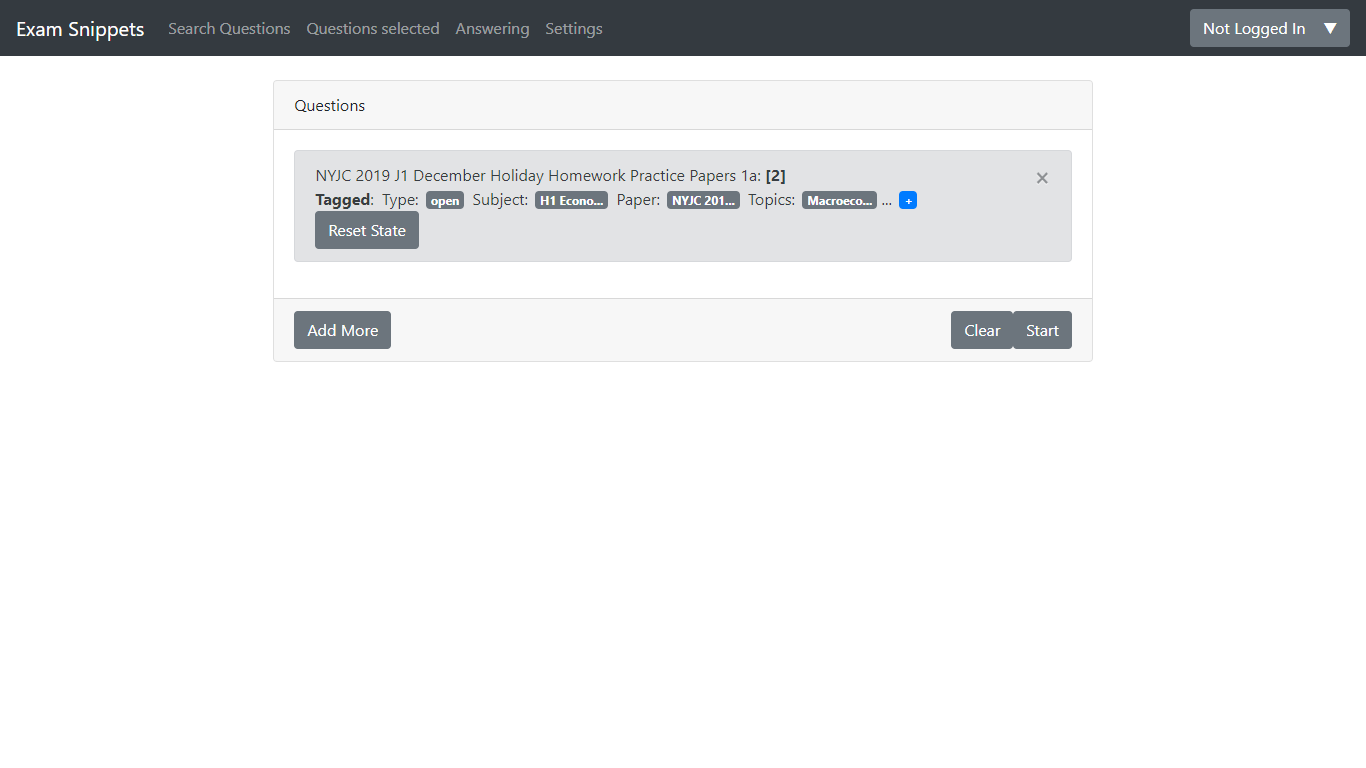 Exam Snippets Search Questions Questions selected Answering Settings Not Logged In ▼
Questions
NYJC 2019 J1 December Holiday Homework Practice Papers 1a: [2] ×
Tagged: Type: open Subject: H1 Econo... Paper: NYJC 201... Topics: Macroeco... ... +
Reset State
Add More Clear Start